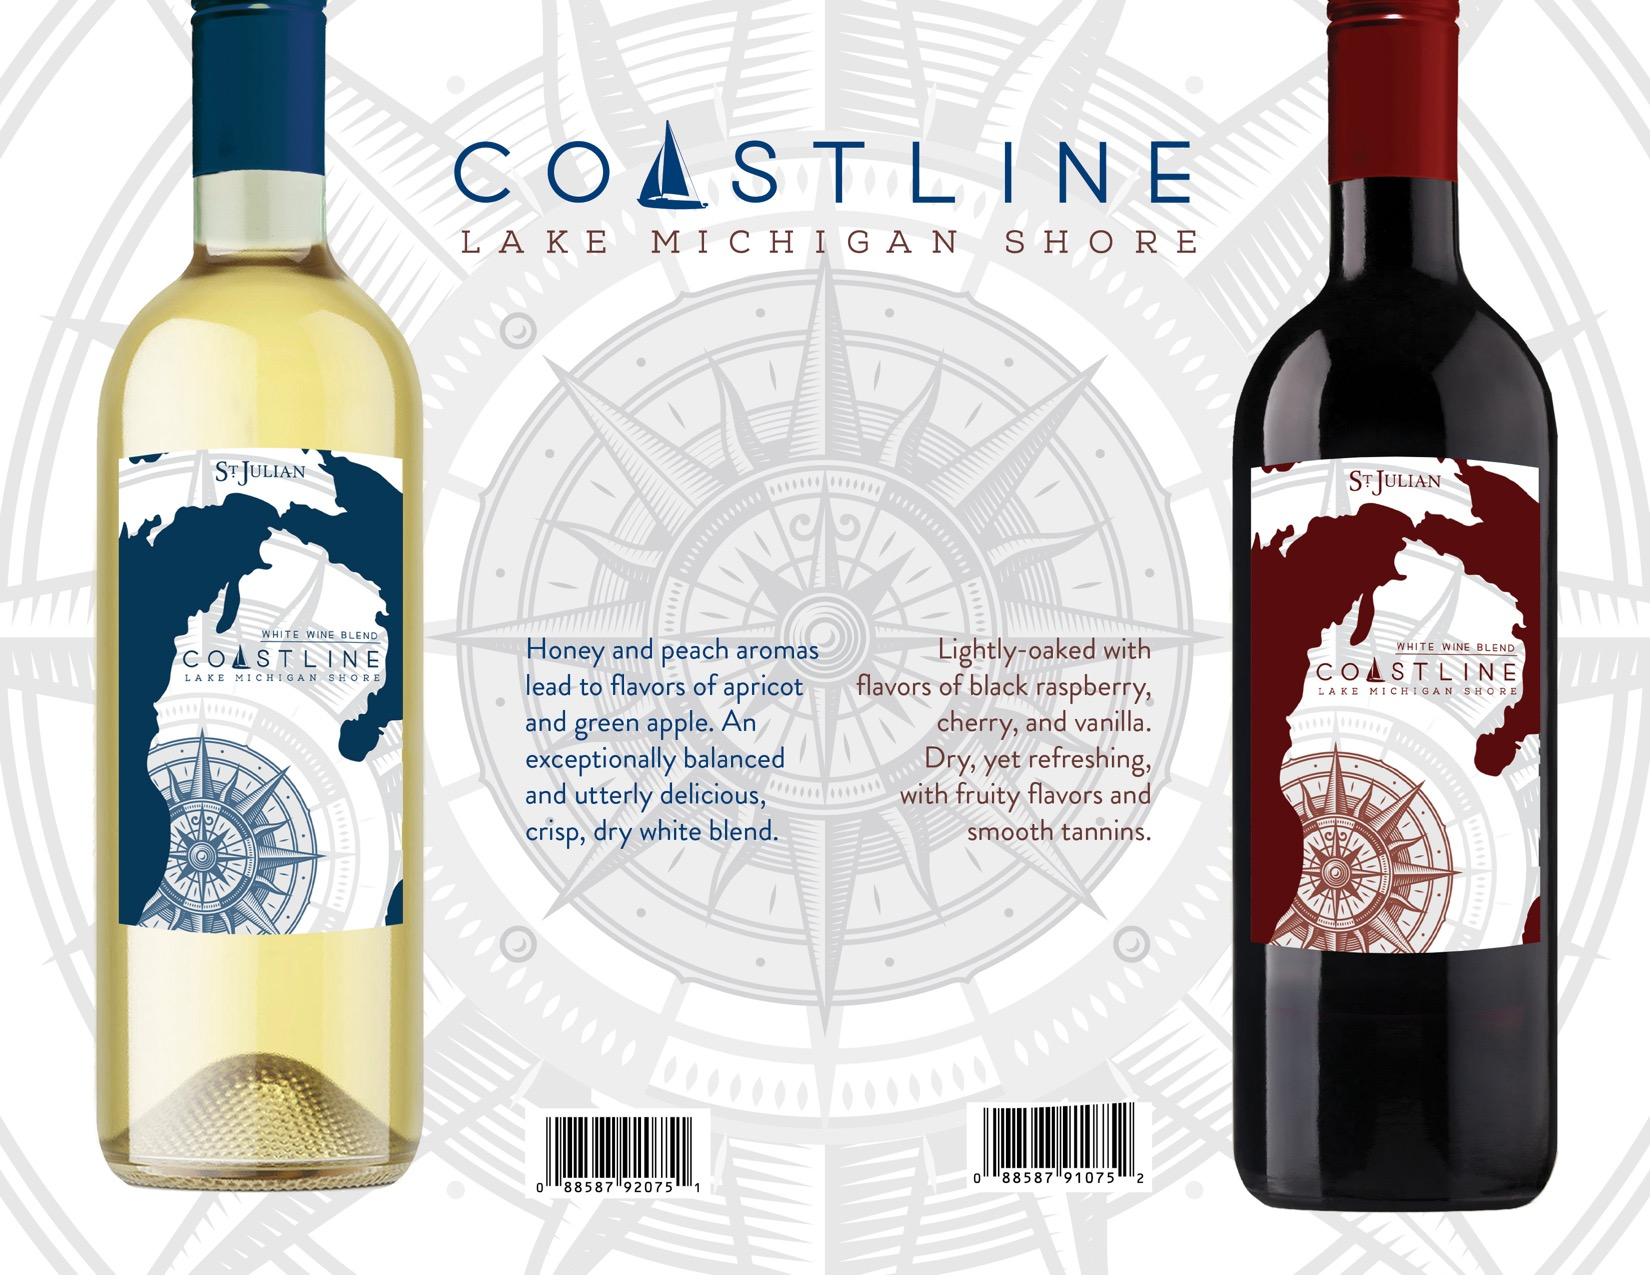 COASTLINE
LAKE MICHIGAN SHORE
ST JULIAN
WHITE WINE BLEND
COASTLINE
LAKE MICHIGAN SHORE
Honey and peach aromas
lead to flavors of apricot
and green apple. An
exceptionally balanced
and utterly delicious,
crisp, dry white blend.
Lightly-oaked with
flavors of black raspberry,
cherry, and vanilla.
Dry, yet refreshing,
with fruity flavors and
smooth tannins.
ST JULIAN
WHITE WINE BLEND
COASTLINE
LAKE MICHIGAN SHORE
0 88587 92075 1
0 88587 91075 2